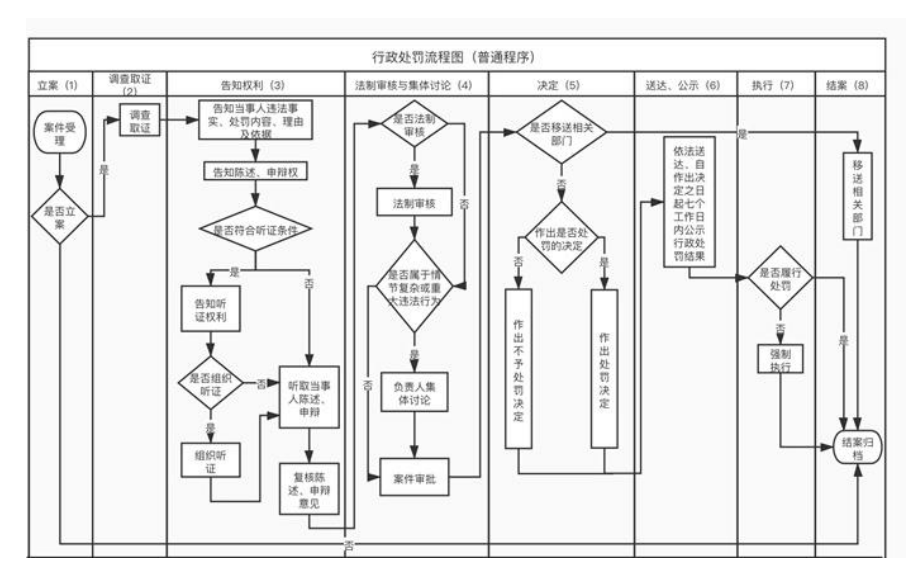 行政处罚流程图（普通程序）
立案（1）
调查取证
（2）
告知权利（3）
法制审核与集体讨论（4）
决定（5）
送达、公示（6）
执行（7）
结案（8）
案件受
理
是否立
案
是
否
调查
取证
告知当事人违法事
实、处罚内容、理由
及依据
告知陈述、申辩权
是否符合听证条件
是
否
告知听
证权利
是否组织
听证
否
是
组织听
证
听取当事
人陈述、
申辩
复核陈
述、申辩
意见
是否法制
审核
是
否
法制审核
是否属于情
节复杂或重
大违法行为
是
否
负责人集
体讨论
案件审批
是否移送相关
部门
否
是
作出是否处
罚的决定
否
是
作
出
不
予
处
罚
决
定
作
出
处
罚
决
定
依法送
达、自
作出决
定之日
起七个
工作日
内公示
行政处
罚结果
是否履行
处罚
否
是
强制
执行
移
送
相
关
部
门
结案归
档